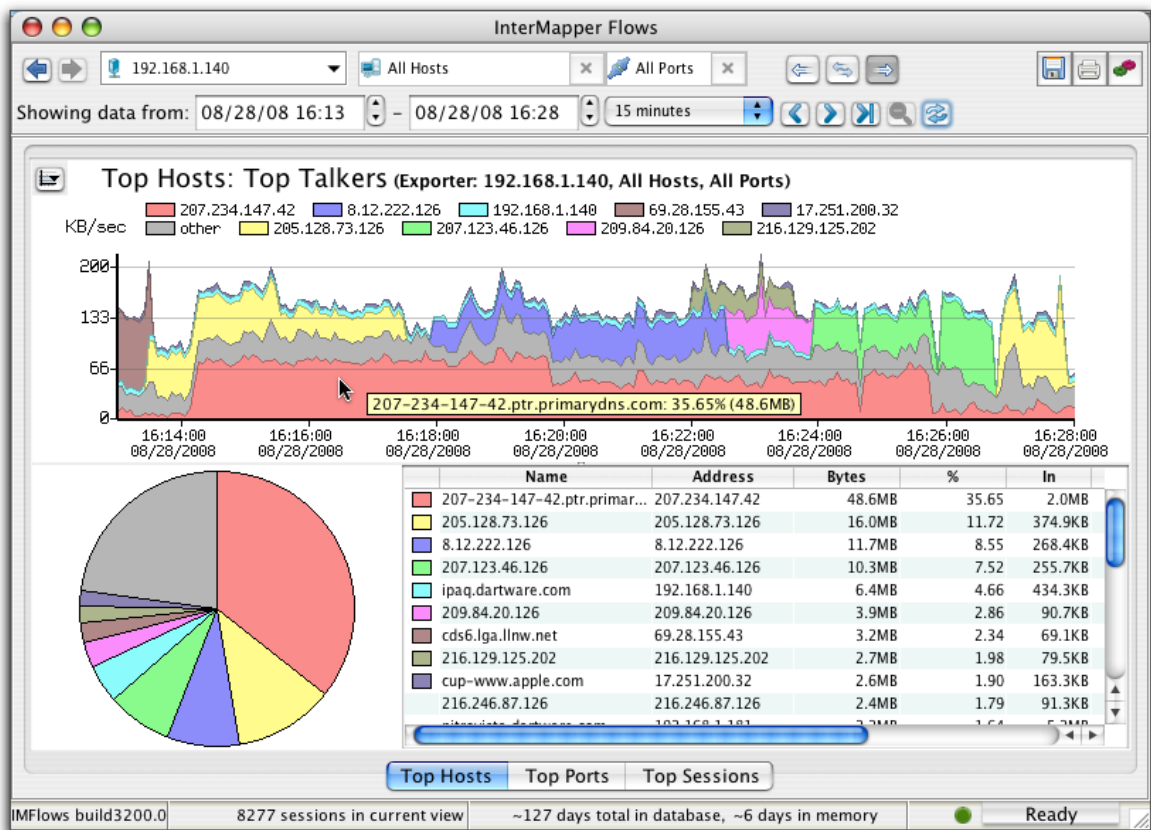 InterMapper Flows
192.168.1.140 All Hosts All Ports
Showing data from: 08/28/08 16:13 – 08/28/08 16:28 15 minutes
Top Hosts: Top Talkers (Exporter: 192.168.1.140, All Hosts, All Ports)
207.234.147.42 8.12.222.126 192.168.1.140 69.28.155.43 17.251.200.32
KB/sec other 205.128.73.126 207.123.46.126 209.84.20.126 216.129.125.202
200
133
66
0
207-234-147-42.ptr.primarydns.com: 35.65% (48.6MB)
16:14:00 16:16:00 16:18:00 16:20:00 16:22:00 16:24:00 16:26:00 16:28:00
08/28/2008 08/28/2008 08/28/2008 08/28/2008 08/28/2008 08/28/2008 08/28/2008 08/28/2008
Name Address Bytes % In
207-234-147-42.ptr.primar... 207.234.147.42 48.6MB 35.65 2.0MB
205.128.73.126 205.128.73.126 16.0MB 11.72 374.9KB
8.12.222.126 8.12.222.126 11.7MB 8.55 268.4KB
207.123.46.126 207.123.46.126 10.3MB 7.52 255.7KB
ipaq.dartware.com 192.168.1.140 6.4MB 4.66 434.3KB
209.84.20.126 209.84.20.126 3.9MB 2.86 90.7KB
cds6.lga.llnw.net 69.28.155.43 3.2MB 2.34 69.1KB
216.129.125.202 216.129.125.202 2.7MB 1.98 79.5KB
cup-www.apple.com 17.251.200.32 2.6MB 1.90 163.3KB
216.246.87.126 216.246.87.126 2.4MB 1.79 91.3KB
Top Hosts Top Ports Top Sessions
IMFlows build3200.0 8277 sessions in current view ~127 days total in database, ~6 days in memory Ready